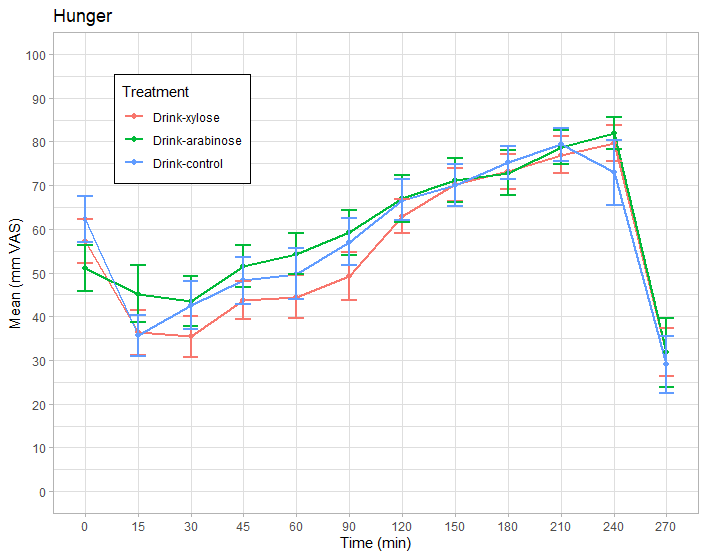 Hunger
100
90
80
70
60
50
40
30
20
10
0
Mean (mm VAS)
Treatment
Drink-xylose
Drink-arabinose
Drink-control
0 15 30 45 60 90 120 150 180 210 240 270
Time (min)